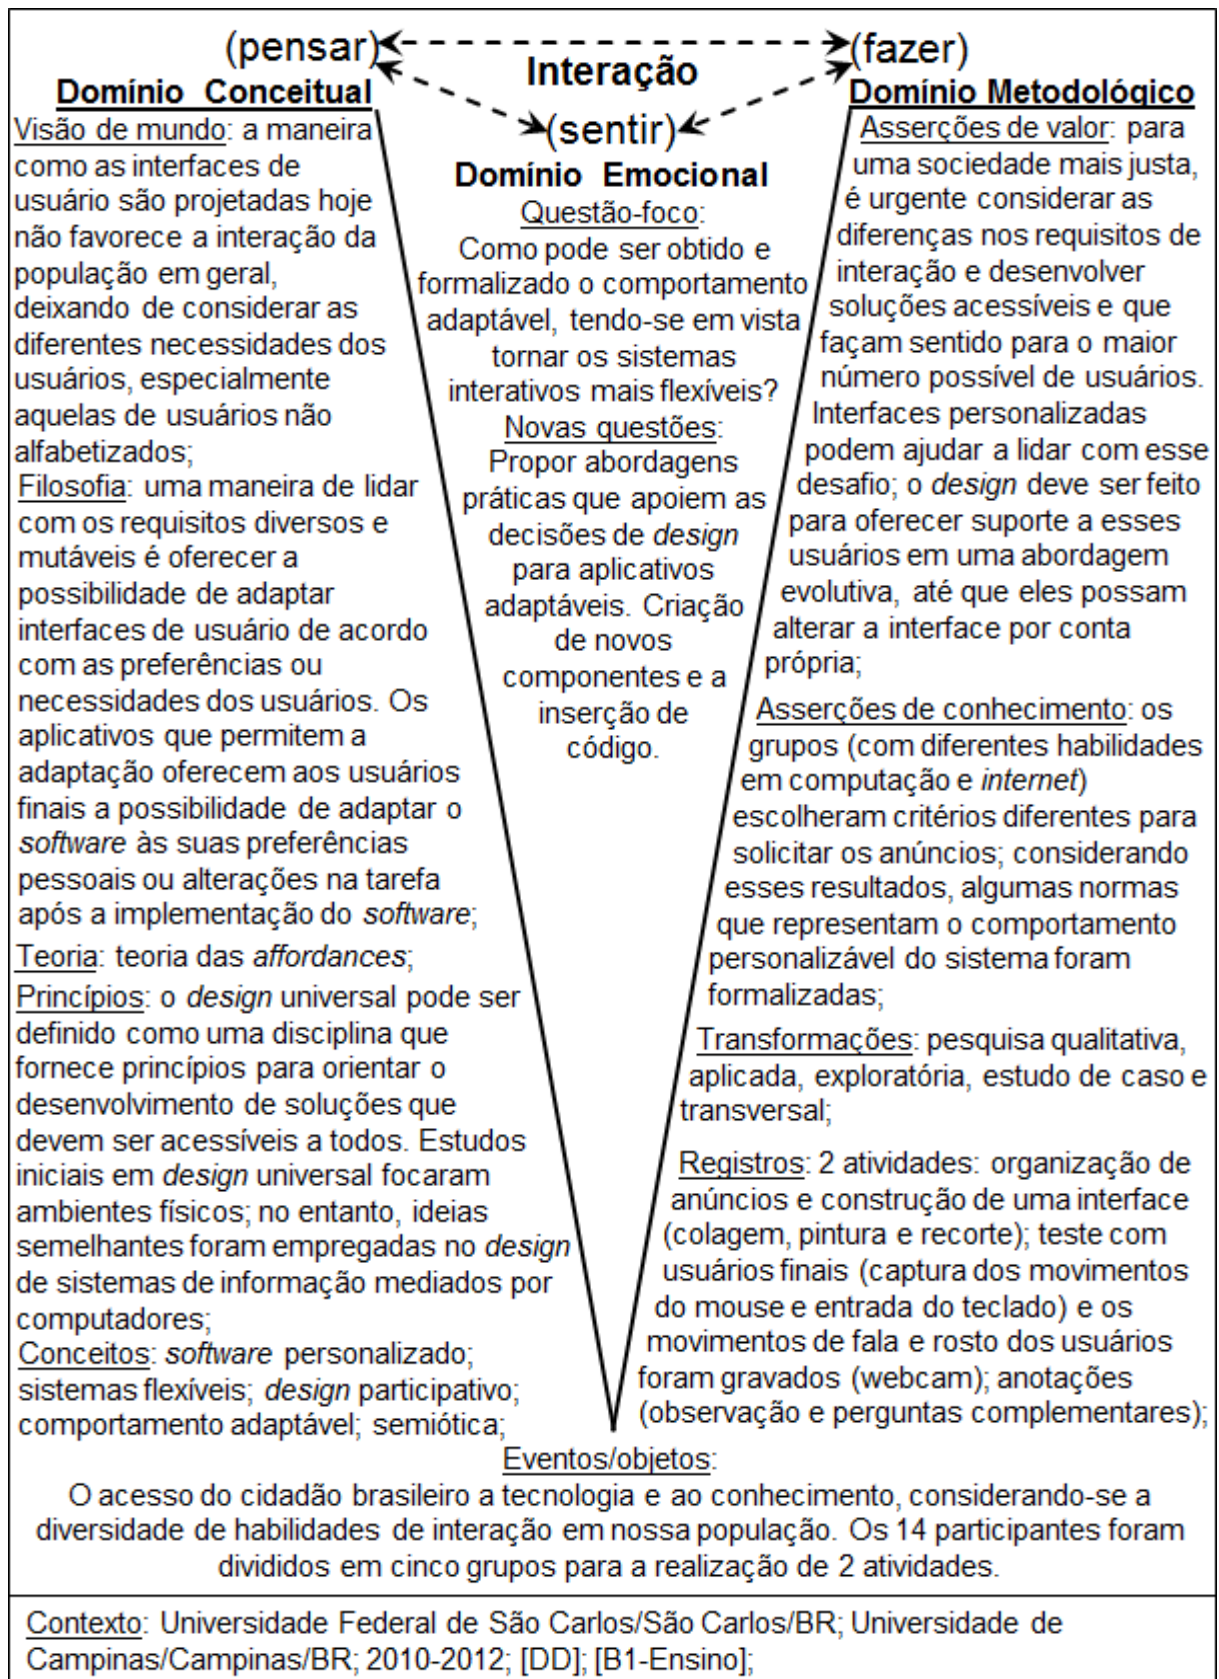 (pensar)
(fazer)
Interação
Domínio Conceitual
Domínio Metodológico
(sentir)
Domínio Emocional
Visão de mundo: a maneira
como as interfaces de
usuário são projetadas hoje
não favorece a interação da
população em geral,
deixando de considerar as
diferentes necessidades dos
usuários, especialmente
aquelas de usuários não
alfabetizados;
Filosofia: uma maneira de lidar
com os requisitos diversos e
mutáveis é oferecer a
possibilidade de adaptar
interfaces de usuário de acordo
com as preferências ou
necessidades dos usuários. Os
aplicativos que permitem a
adaptação oferecem aos usuários
finais a possibilidade de adaptar o
software às suas preferências
pessoais ou alterações na tarefa
após a implementação do software;
Teoria: teoria das affordances;
Princípios: o design universal pode ser
definido como uma disciplina que
fornece princípios para orientar o
desenvolvimento de soluções que
devem ser acessíveis a todos. Estudos
iniciais em design universal focaram
ambientes físicos; no entanto, ideias
semelhantes foram empregadas no design
de sistemas de informação mediados por
computadores;
Conceitos: software personalizado;
sistemas flexíveis; design participativo;
comportamento adaptável; semiótica;
Questão-foco:
Como pode ser obtido e
formalizado o comportamento
adaptável, tendo-se em vista
tornar os sistemas
interativos mais flexíveis?
Novas questões:
Propor abordagens
práticas que apoiem as
decisões de design
para aplicativos
adaptáveis. Criação
de novos
componentes e a
inserção de
código.
Asserções de valor: para
uma sociedade mais justa,
é urgente considerar as
diferenças nos requisitos de
interação e desenvolver
soluções acessíveis e que
façam sentido para o maior
número possível de usuários.
Interfaces personalizadas
podem ajudar a lidar com esse
desafio; o design deve ser feito
para oferecer suporte a esses
usuários em uma abordagem
evolutiva, até que eles possam
alterar a interface por conta
própria;
Asserções de conhecimento: os
grupos (com diferentes habilidades
em computação e internet)
escolheram critérios diferentes para
solicitar os anúncios; considerando
esses resultados, algumas normas
que representam o comportamento
personalizável do sistema foram
formalizadas;
Transformações: pesquisa qualitativa,
aplicada, exploratória, estudo de caso e
transversal;
Registros: 2 atividades: organização de
anúncios e construção de uma interface
(colagem, pintura e recorte); teste com
usuários finais (captura dos movimentos
do mouse e entrada do teclado) e os
movimentos de fala e rosto dos usuários
foram gravados (webcam); anotações
(observação e perguntas complementares);
Eventos/objetos:
O acesso do cidadão brasileiro a tecnologia e ao conhecimento, considerando-se a
diversidade de habilidades de interação em nossa população. Os 14 participantes foram
divididos em cinco grupos para a realização de 2 atividades.
Contexto: Universidade Federal de São Carlos/São Carlos/BR; Universidade de
Campinas/Campinas/BR; 2010-2012; [DD]; [B1-Ensino];